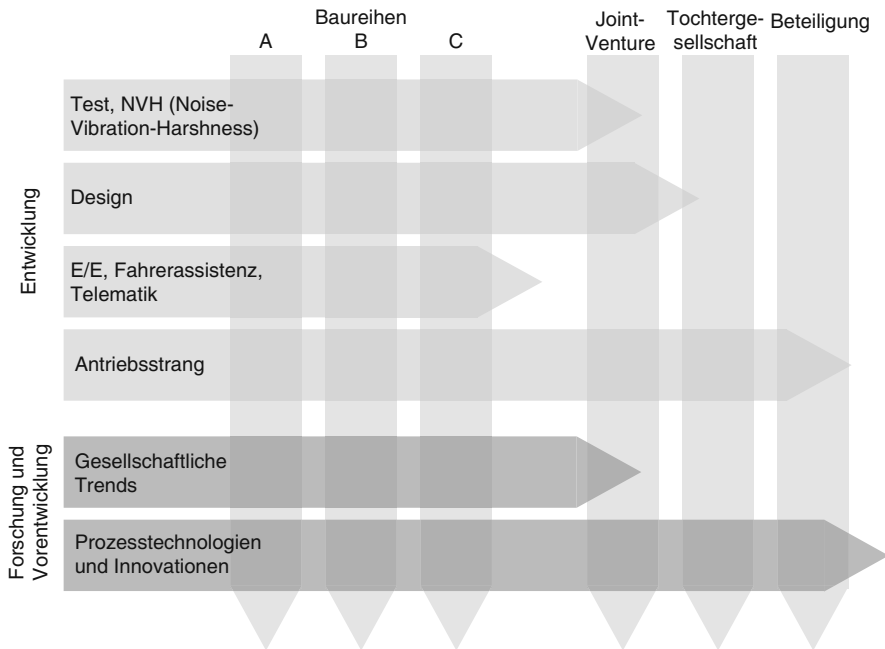 Baureihen
A
B
C
Joint-
Venture
Tochterge-
sellschaft
Beteiligung
Entwicklung
Test, NVH (Noise-
Vibration-Harshness)
Design
E/E, Fahrerassistenz,
Telematik
Antriebsstrang
Forschung und
Vorentwicklung
Gesellschaftliche
Trends
Prozesstechnologien
und Innovationen